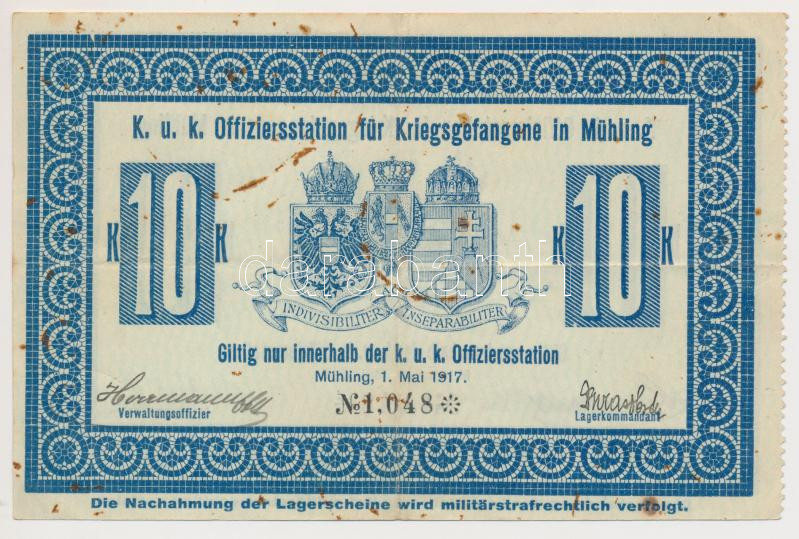 K. u. k. Offiziersstation für Kriegsgefangene in Mühling
K 10 K
K 10 K
darabanth
INDIVISIBILITER INSEPARABILITER
Giltig nur innerhalb der k. u. k. Offiziersstation
Mühling, 1. Mai 1917.
Verwaltungsoffizier
№1.048※
Lagerkommandant
Die Nachahmung der Lagerscheine wird militärstrafrechtlich verfolgt.